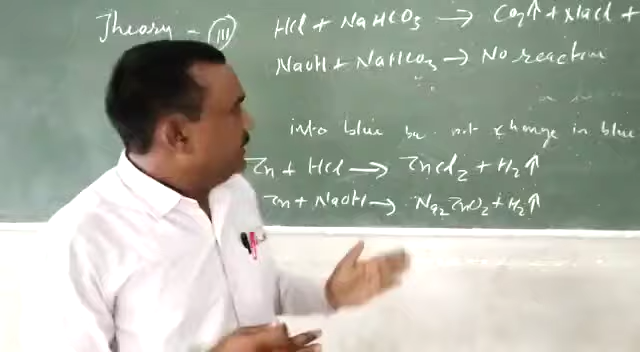 Theory - III
HCl + NaHCO3 → CO2↑ + NaCl +
NaOH + NaHCO3 → No reaction
into blue but not change in blue
Zn + HCl → ZnCl2 + H2↑
Zn + NaOH → Na2ZnO2 + H2↑